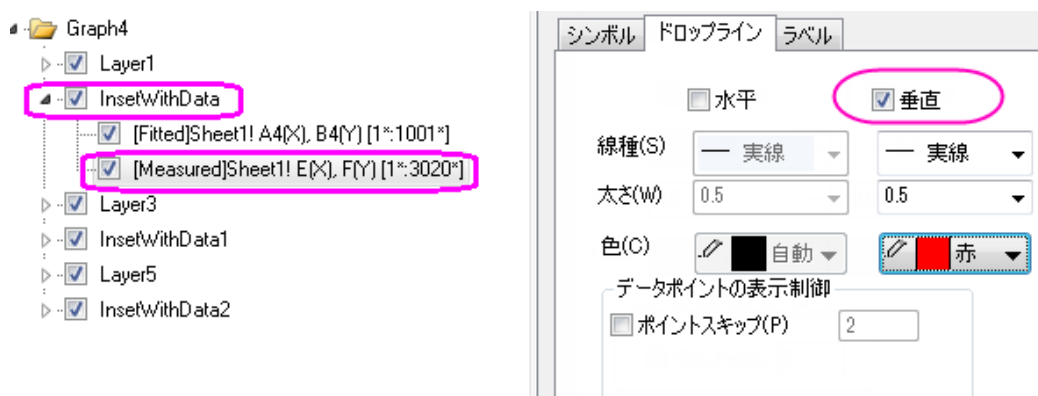 Graph4
Layer1
InsetWithData
[Fitted]Sheet1! A4(X), B4(Y) [1*:1001*]
[Measured]Sheet1! E(X), F(Y) [1*:3020*]
Layer3
InsetWithData1
Layer5
InsetWithData2
シンボル ドロップライン ラベル
水平 垂直
線種(S) 実線 実線
太さ(W) 0.5 0.5
色(C) 自動 赤
データポイントの表示制御
ポイントスキップ(P) 2